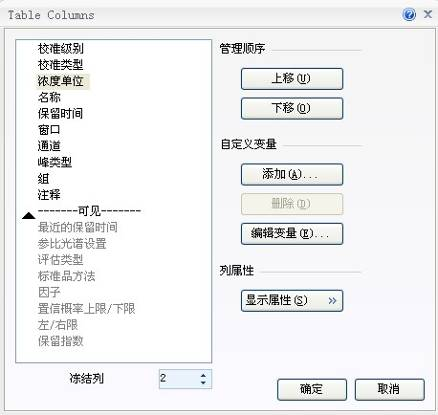 Table Columns
校准级别
校准类型
浓度单位
名称
保留时间
窗口
通道
峰类型
组
注释
-------可见-------
最近的保留时间
参比光谱设置
评估类型
标准品方法
因子
置信概率上限/下限
左/右限
保留指数
冻结列
2
管理顺序
上移(U)
下移(O)
自定义变量
添加(A)...
删除(D)
编辑变量(E)...
列属性
显示属性(S) »
确定
取消